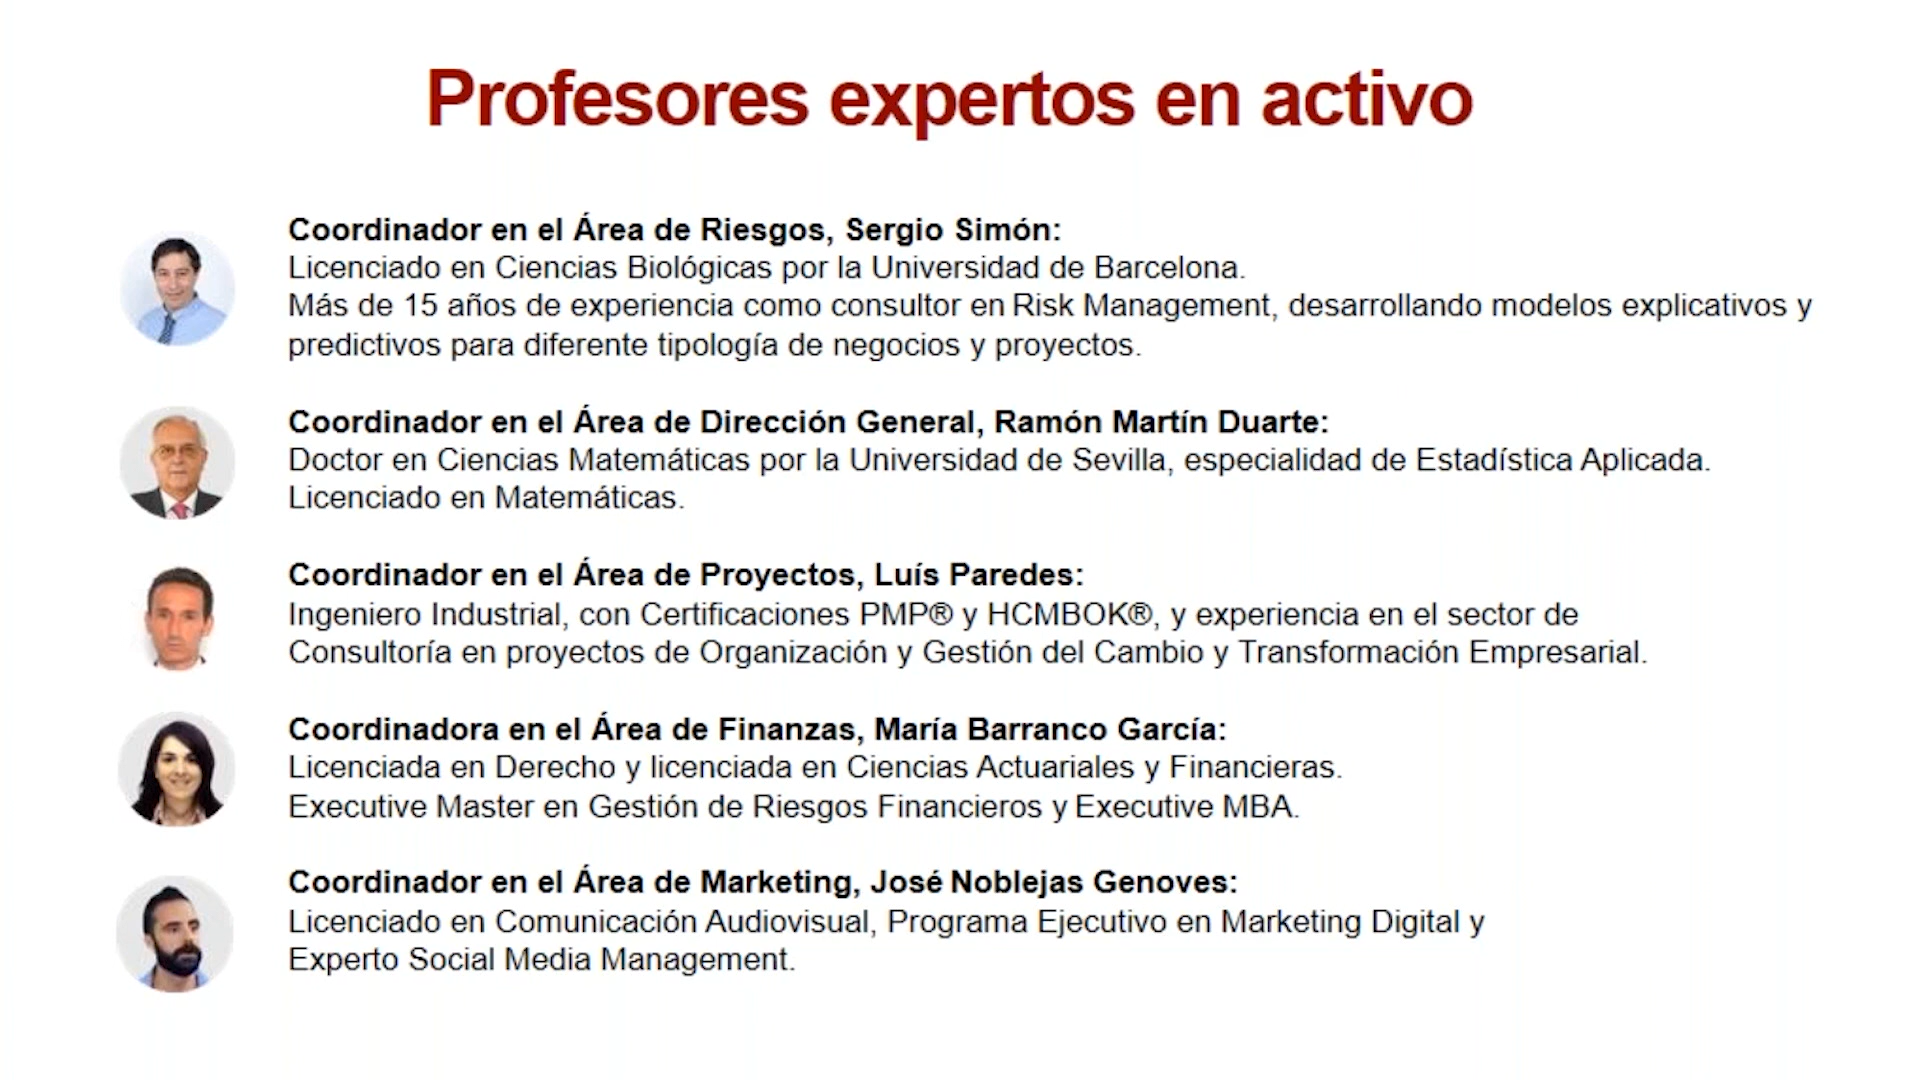 Profesores expertos en activo
Coordinador en el Área de Riesgos, Sergio Simón:
Licenciado en Ciencias Biológicas por la Universidad de Barcelona.
Más de 15 años de experiencia como consultor en Risk Management, desarrollando modelos explicativos y
predictivos para diferente tipología de negocios y proyectos.
Coordinador en el Área de Dirección General, Ramón Martín Duarte:
Doctor en Ciencias Matemáticas por la Universidad de Sevilla, especialidad de Estadística Aplicada.
Licenciado en Matemáticas.
Coordinador en el Área de Proyectos, Luís Paredes:
Ingeniero Industrial, con Certificaciones PMP® y HCMBOK®, y experiencia en el sector de
Consultoría en proyectos de Organización y Gestión del Cambio y Transformación Empresarial.
Coordinadora en el Área de Finanzas, María Barranco García:
Licenciada en Derecho y licenciada en Ciencias Actuariales y Financieras.
Executive Master en Gestión de Riesgos Financieros y Executive MBA.
Coordinador en el Área de Marketing, José Noblejas Genoves:
Licenciado en Comunicación Audiovisual, Programa Ejecutivo en Marketing Digital y
Experto Social Media Management.